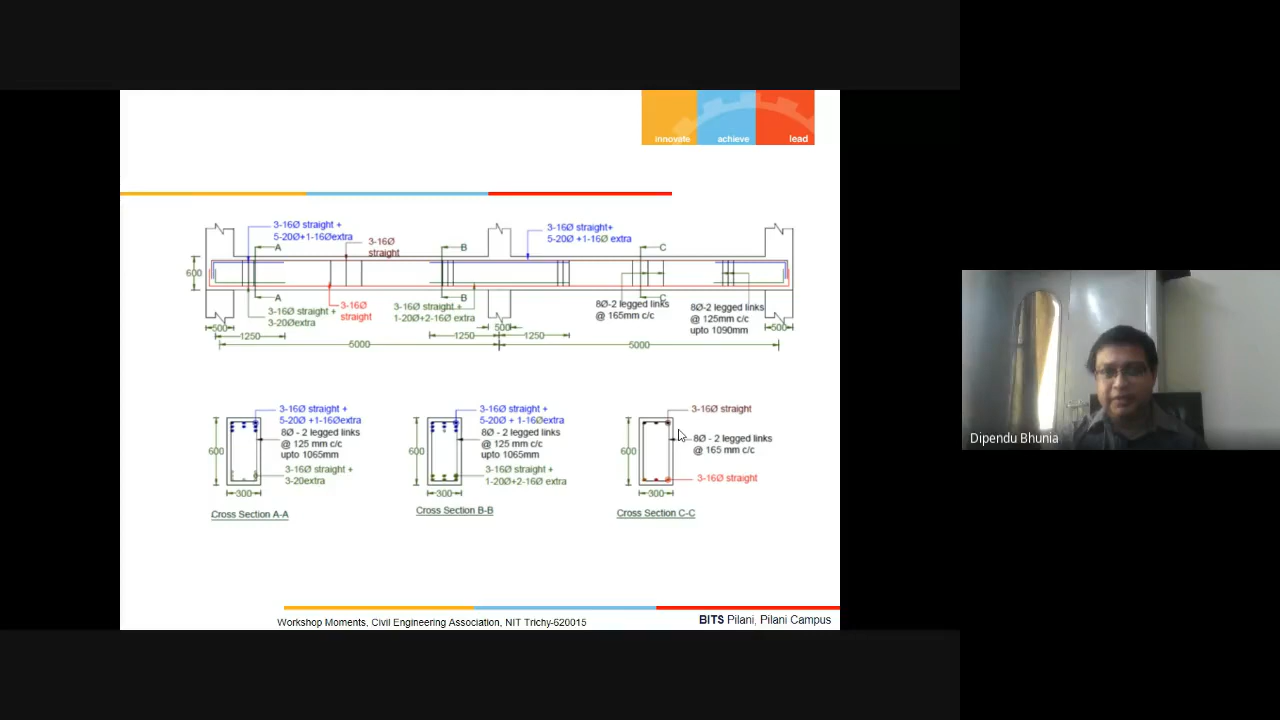 innovate achieve lead
3-16Ø straight +
5-20Ø+1-16Øextra
3-16Ø
straight
3-16Ø straight+
5-20Ø +1-16Ø extra
A
B
C
600
A
B
C
3-16Ø straight +
3-20Øextra
3-16Ø
straight
3-16Ø straight+
1-20Ø+2-16Ø extra
8Ø-2 legged links
@ 165mm c/c
8Ø-2 legged links
@ 125mm c/c
upto 1090mm
500
1250
1250
500
1250
500
5000
5000
3-16Ø straight +
5-20Ø+1-16Øextra
8Ø - 2 legged links
@ 125 mm c/c
upto 1065mm
3-16Ø straight +
3-20extra
600
300
Cross Section A-A
3-16Ø straight +
5-20Ø + 1-16Øextra
8Ø - 2 legged links
@ 125 mm c/c
upto 1065mm
3-16Ø straight +
1-20Ø+2-16Ø extra
600
300
Cross Section B-B
3-16Ø straight
8Ø - 2 legged links
@ 165 mm c/c
3-16Ø straight
600
300
Cross Section C-C
Workshop Moments, Civil Engineering Association, NIT Trichy-620015
BITS Pilani, Pilani Campus
Dipendu Bhunia